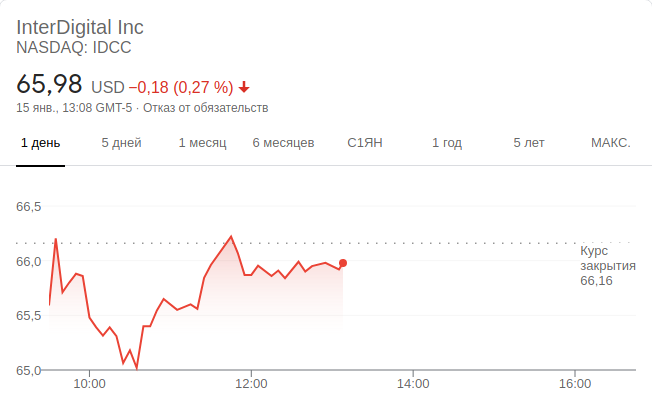 InterDigital Inc
NASDAQ: IDCC
65,98 USD −0,18 (0,27 %)
15 янв., 13:08 GMT-5 · Отказ от обязательств
1 день 5 дней 1 месяц 6 месяцев С1ЯН 1 год 5 лет МАКС.
66,5
66,0
65,5
65,0
Курс
закрытия
66,16
10:00 12:00 14:00 16:00